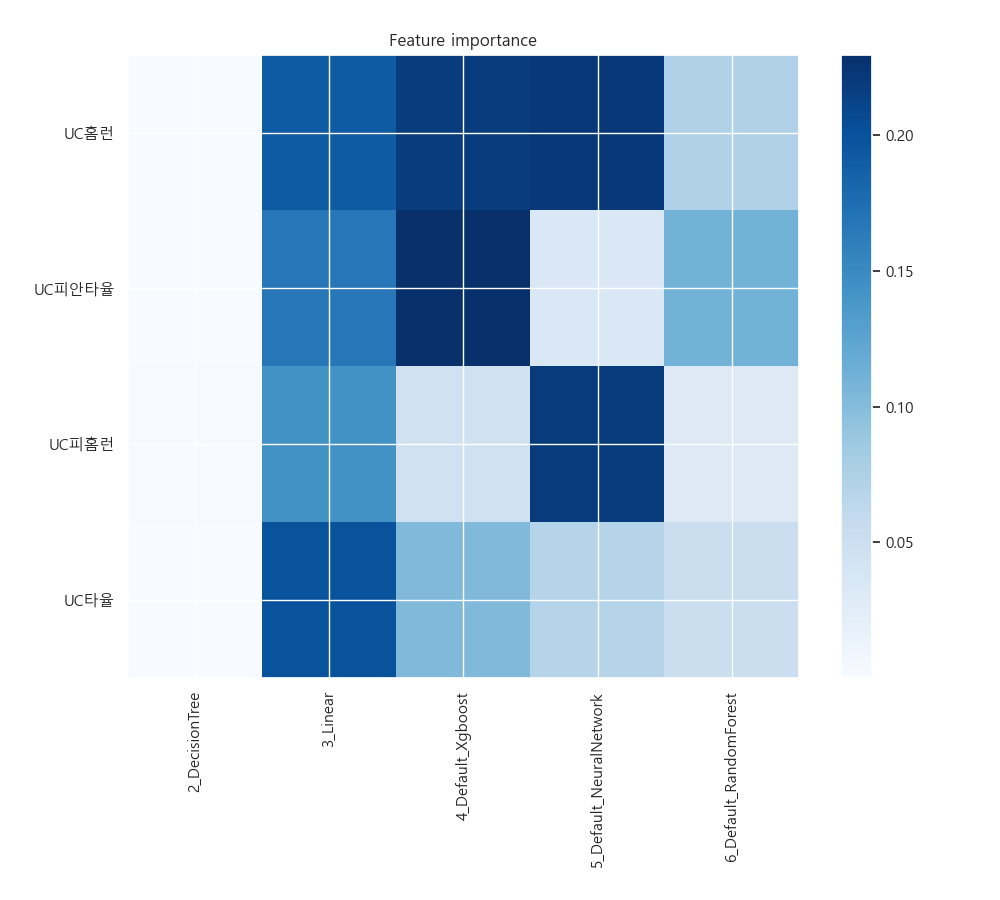 Feature importance
UC홈런
UC피안타율
UC피홈런
UC타율
2_DecisionTree
3_Linear
4_Default_Xgboost
5_Default_NeuralNetwork
6_Default_RandomForest
0.20
0.15
0.10
0.05